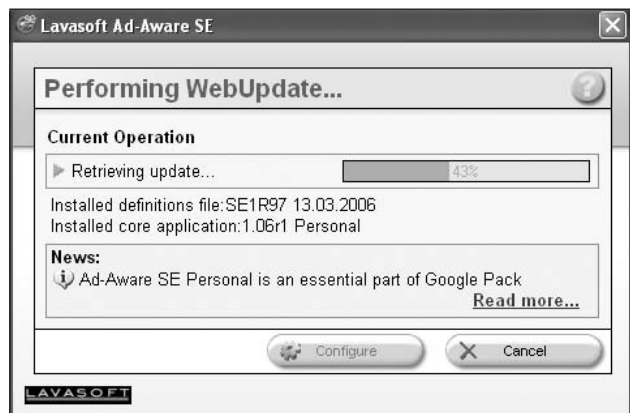 Lavasoft Ad-Aware SE
Performing WebUpdate...
Current Operation
Retrieving update...
43%
Installed definitions file:SE1R97 13.03.2006
Installed core application:1.06r1 Personal
News:
Ad-Aware SE Personal is an essential part of Google Pack
Read more...
Configure
Cancel
LAVASOFT